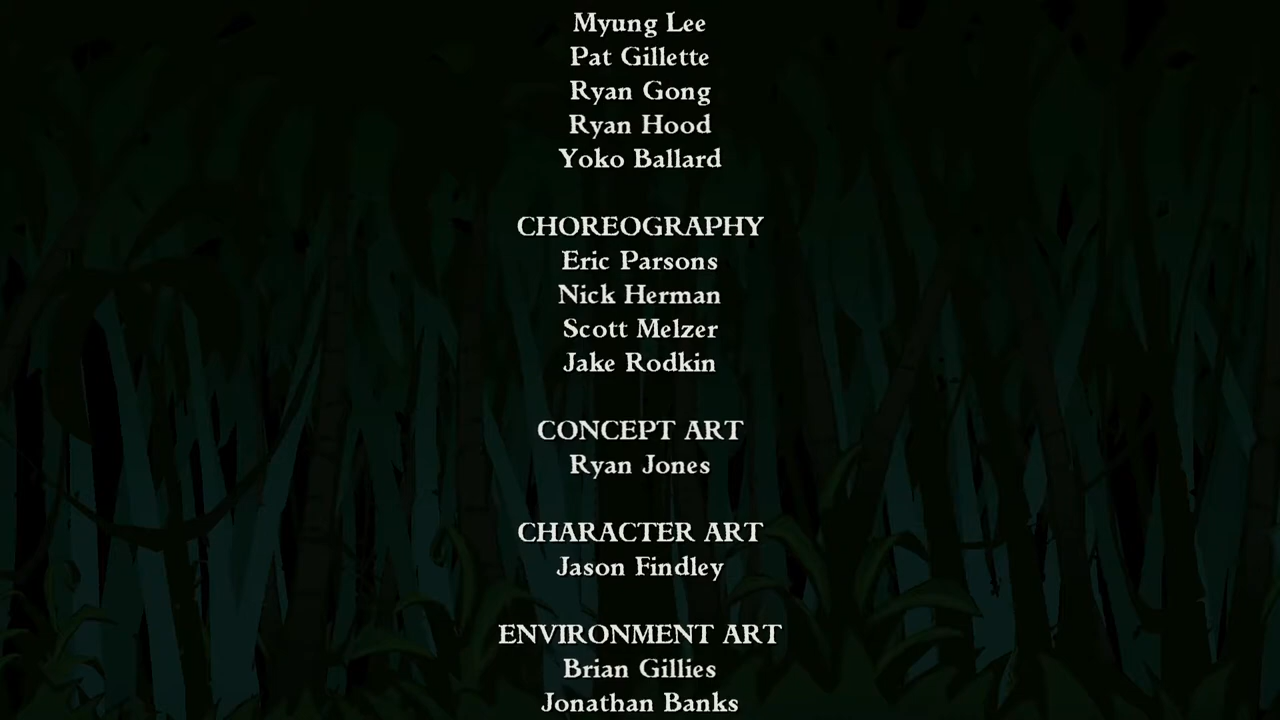 Myung Lee
Pat Gillette
Ryan Gong
Ryan Hood
Yoko Ballard
CHOREOGRAPHY
Eric Parsons
Nick Herman
Scott Melzer
Jake Rodkin
CONCEPT ART
Ryan Jones
CHARACTER ART
Jason Findley
ENVIRONMENT ART
Brian Gillies
Jonathan Banks